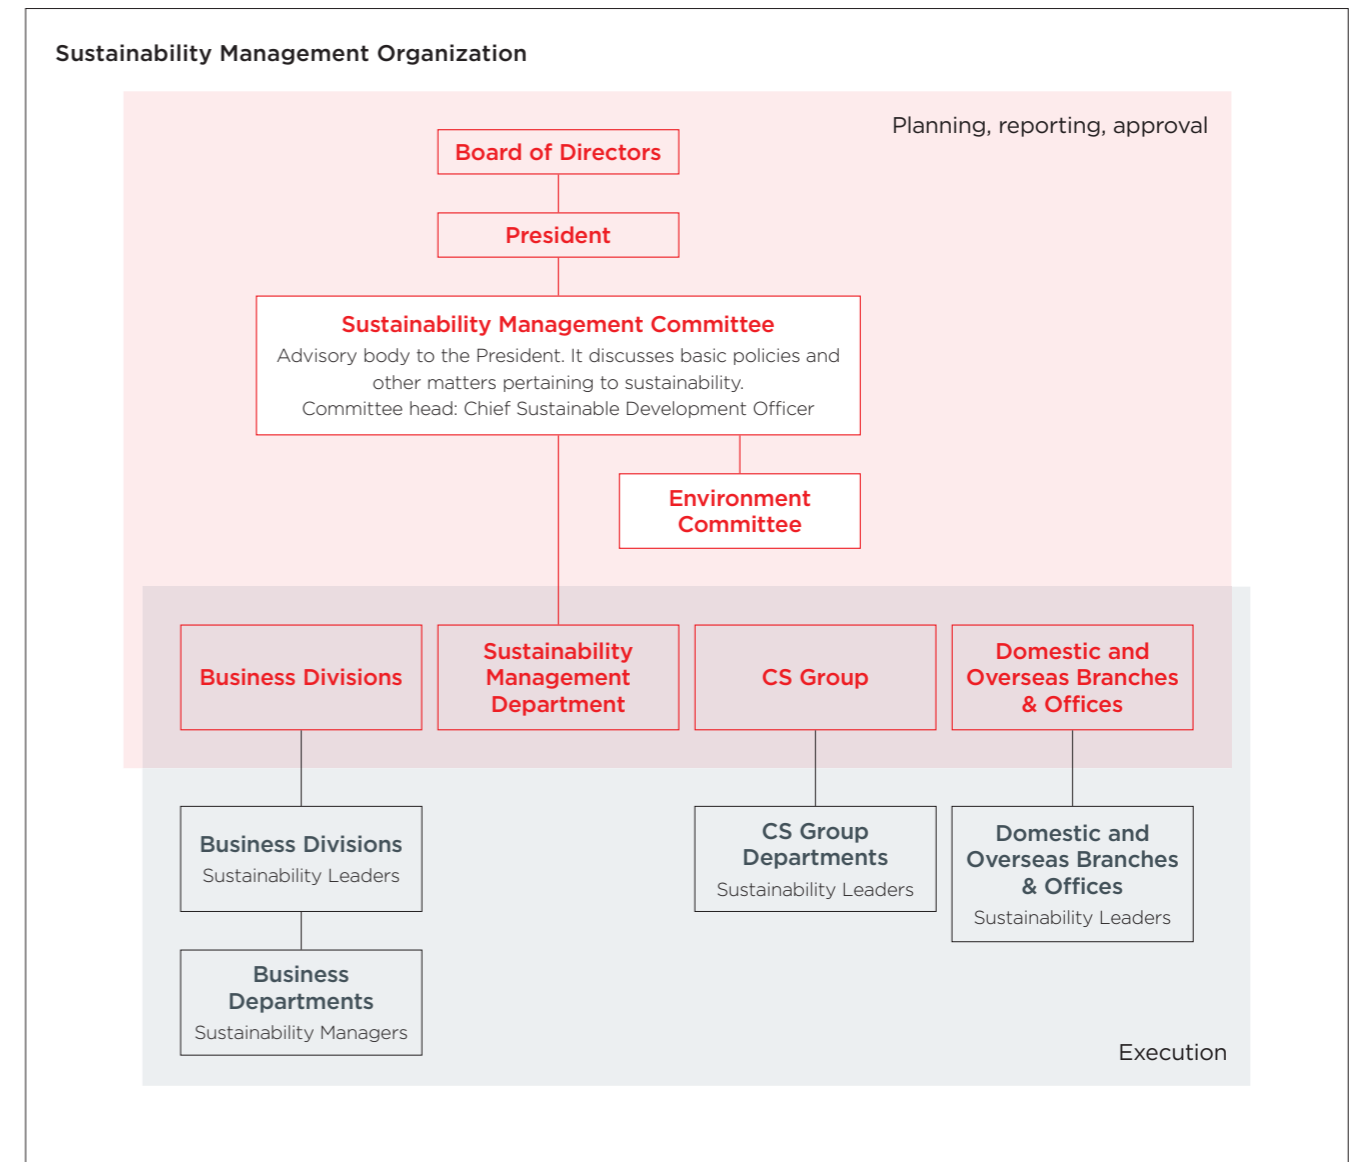 Sustainability Management Organization
Planning, reporting, approval
Board of Directors
President
Sustainability Management Committee
Advisory body to the President. It discusses basic policies and
other matters pertaining to sustainability.
Committee head: Chief Sustainable Development Officer
Environment
Committee
Business Divisions
Sustainability
Management
Department
CS Group
Domestic and
Overseas Branches
& Offices
Business Divisions
Sustainability Leaders
CS Group
Departments
Sustainability Leaders
Domestic and
Overseas Branches
& Offices
Sustainability Leaders
Business
Departments
Sustainability Managers
Execution